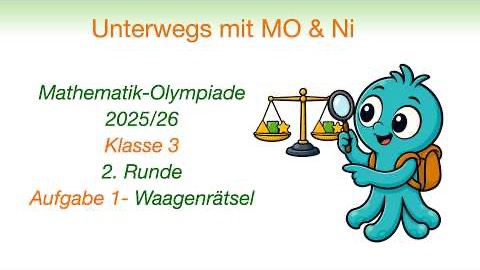 Unterwegs mit MO & Ni
Mathematik-Olympiade
2025/26
Klasse 3
2. Runde
Aufgabe 1- Waagenrätsel